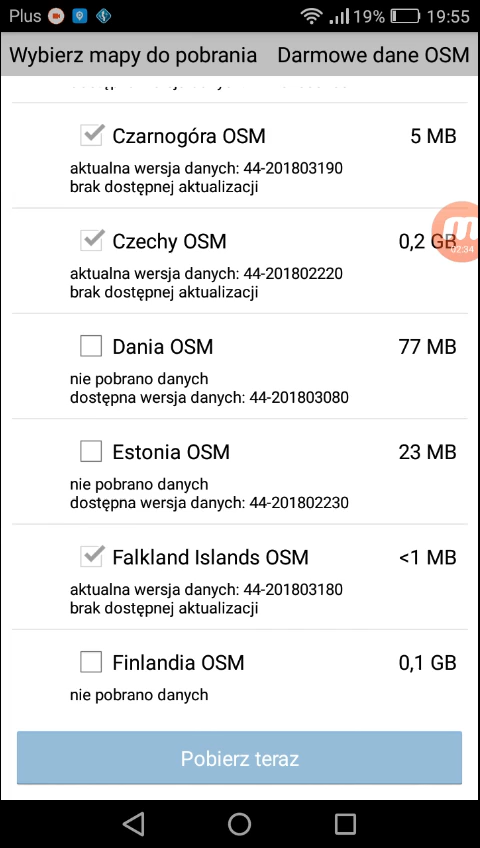 Plus 19% 19:55
Wybierz mapy do pobrania Darmowe dane OSM
Czarnogóra OSM 5 MB
aktualna wersja danych: 44-201803190
brak dostępnej aktualizacji
Czechy OSM 0,2 GB
02:34
aktualna wersja danych: 44-201802220
brak dostępnej aktualizacji
Dania OSM 77 MB
nie pobrano danych
dostępna wersja danych: 44-201803080
Estonia OSM 23 MB
nie pobrano danych
dostępna wersja danych: 44-201802230
Falkland Islands OSM <1 MB
aktualna wersja danych: 44-201803180
brak dostępnej aktualizacji
Finlandia OSM 0,1 GB
nie pobrano danych
Pobierz teraz